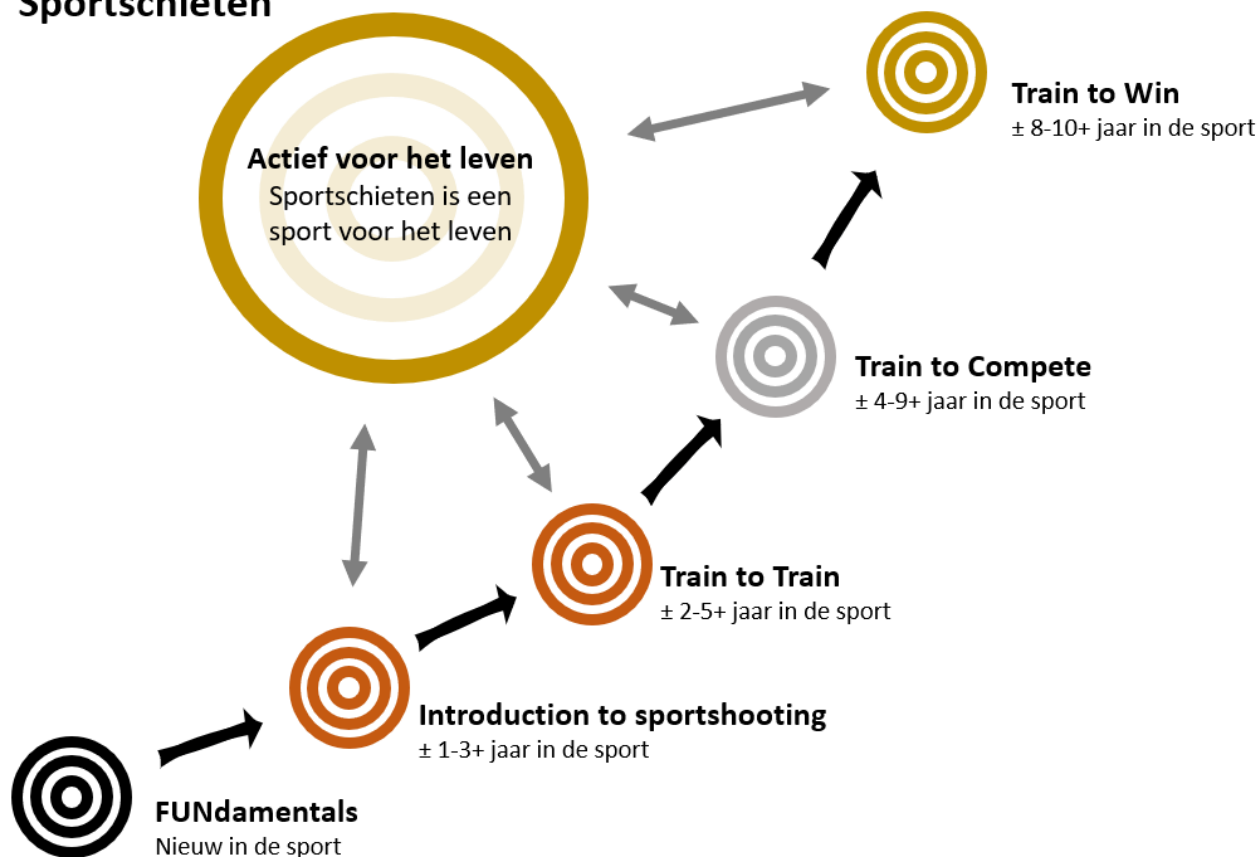 Sportschieten
Actief voor het leven
Sportschieten is een
sport voor het leven
Train to Win
± 8-10+ jaar in de sport
Train to Compete
± 4-9+ jaar in de sport
Train to Train
± 2-5+ jaar in de sport
Introduction to sportshooting
± 1-3+ jaar in de sport
FUNdamentals
Nieuw in de sport